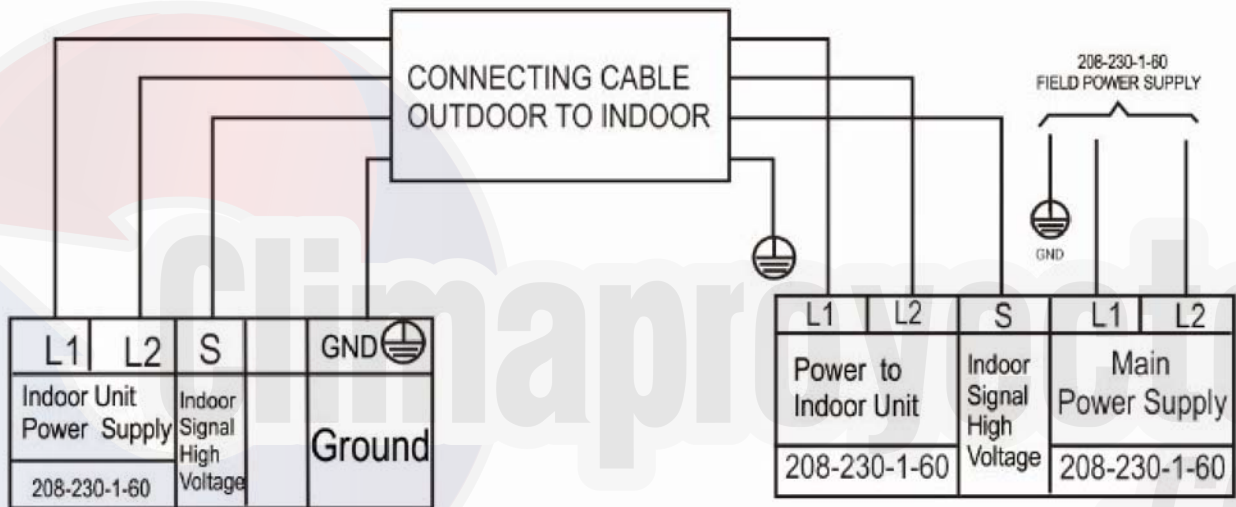 CONNECTING CABLE
OUTDOOR TO INDOOR
208-230-1-60
FIELD POWER SUPPLY
GND
L1 L2 S GND
Indoor Unit
Power Supply
208-230-1-60
Indoor
Signal
High
Voltage
Ground
L1 L2 S L1 L2
Power to
Indoor Unit
208-230-1-60
Indoor
Signal
High
Voltage
Main
Power Supply
208-230-1-60
Climaproyecto